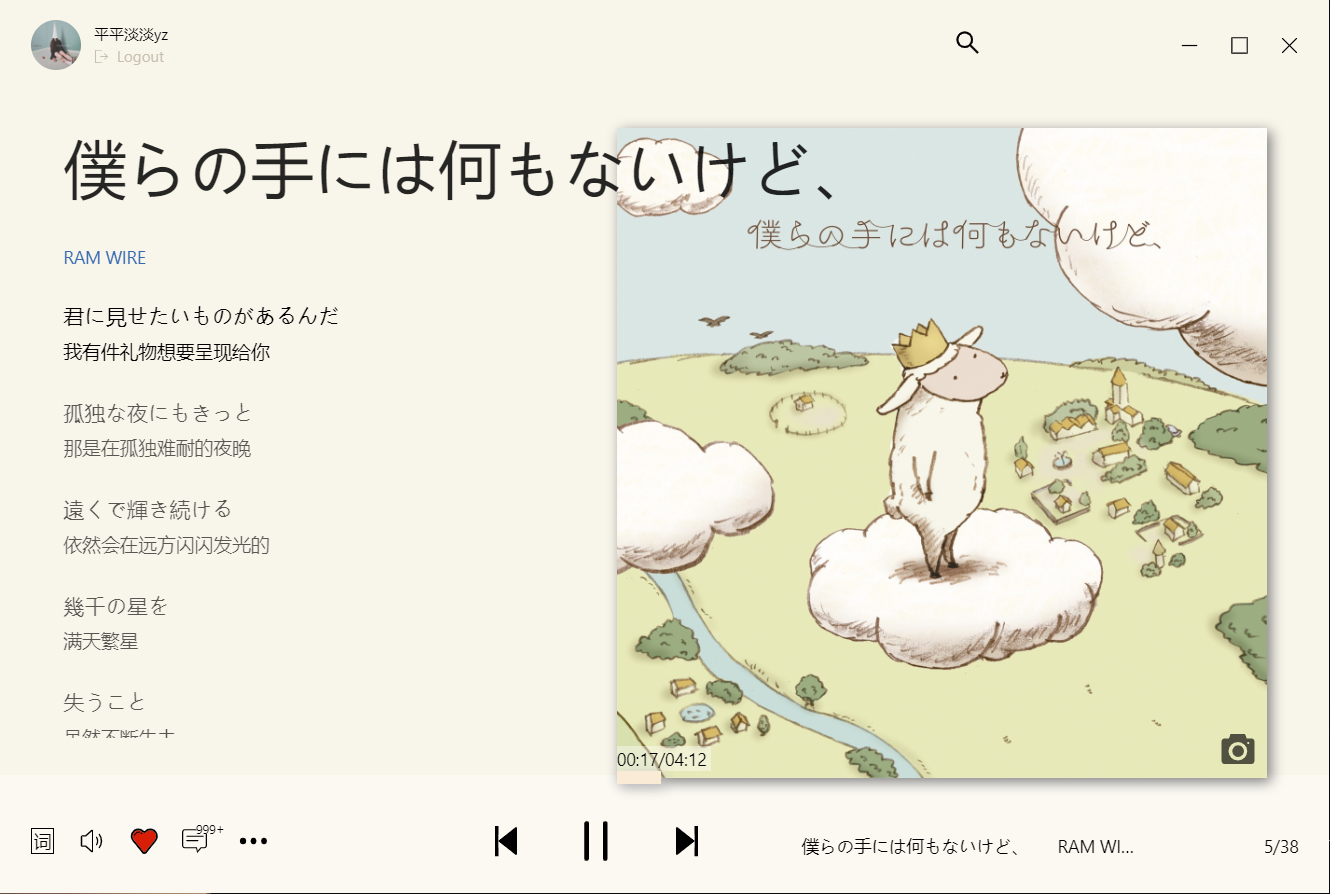 平平淡淡yz
Logout
僕らの手には何もないけど、
RAM WIRE
僕らの手には何もないけど、
君に見せたいものがあるんだ
我有件礼物想要呈现给你
孤独な夜にもきっと
那是在孤独难耐的夜晚
遠くで輝き続ける
依然会在远方闪闪发光的
幾千の星を
满天繁星
失うこと
00:17/04:12
词
999+
僕らの手には何もないけど、
RAM WI...
5/38